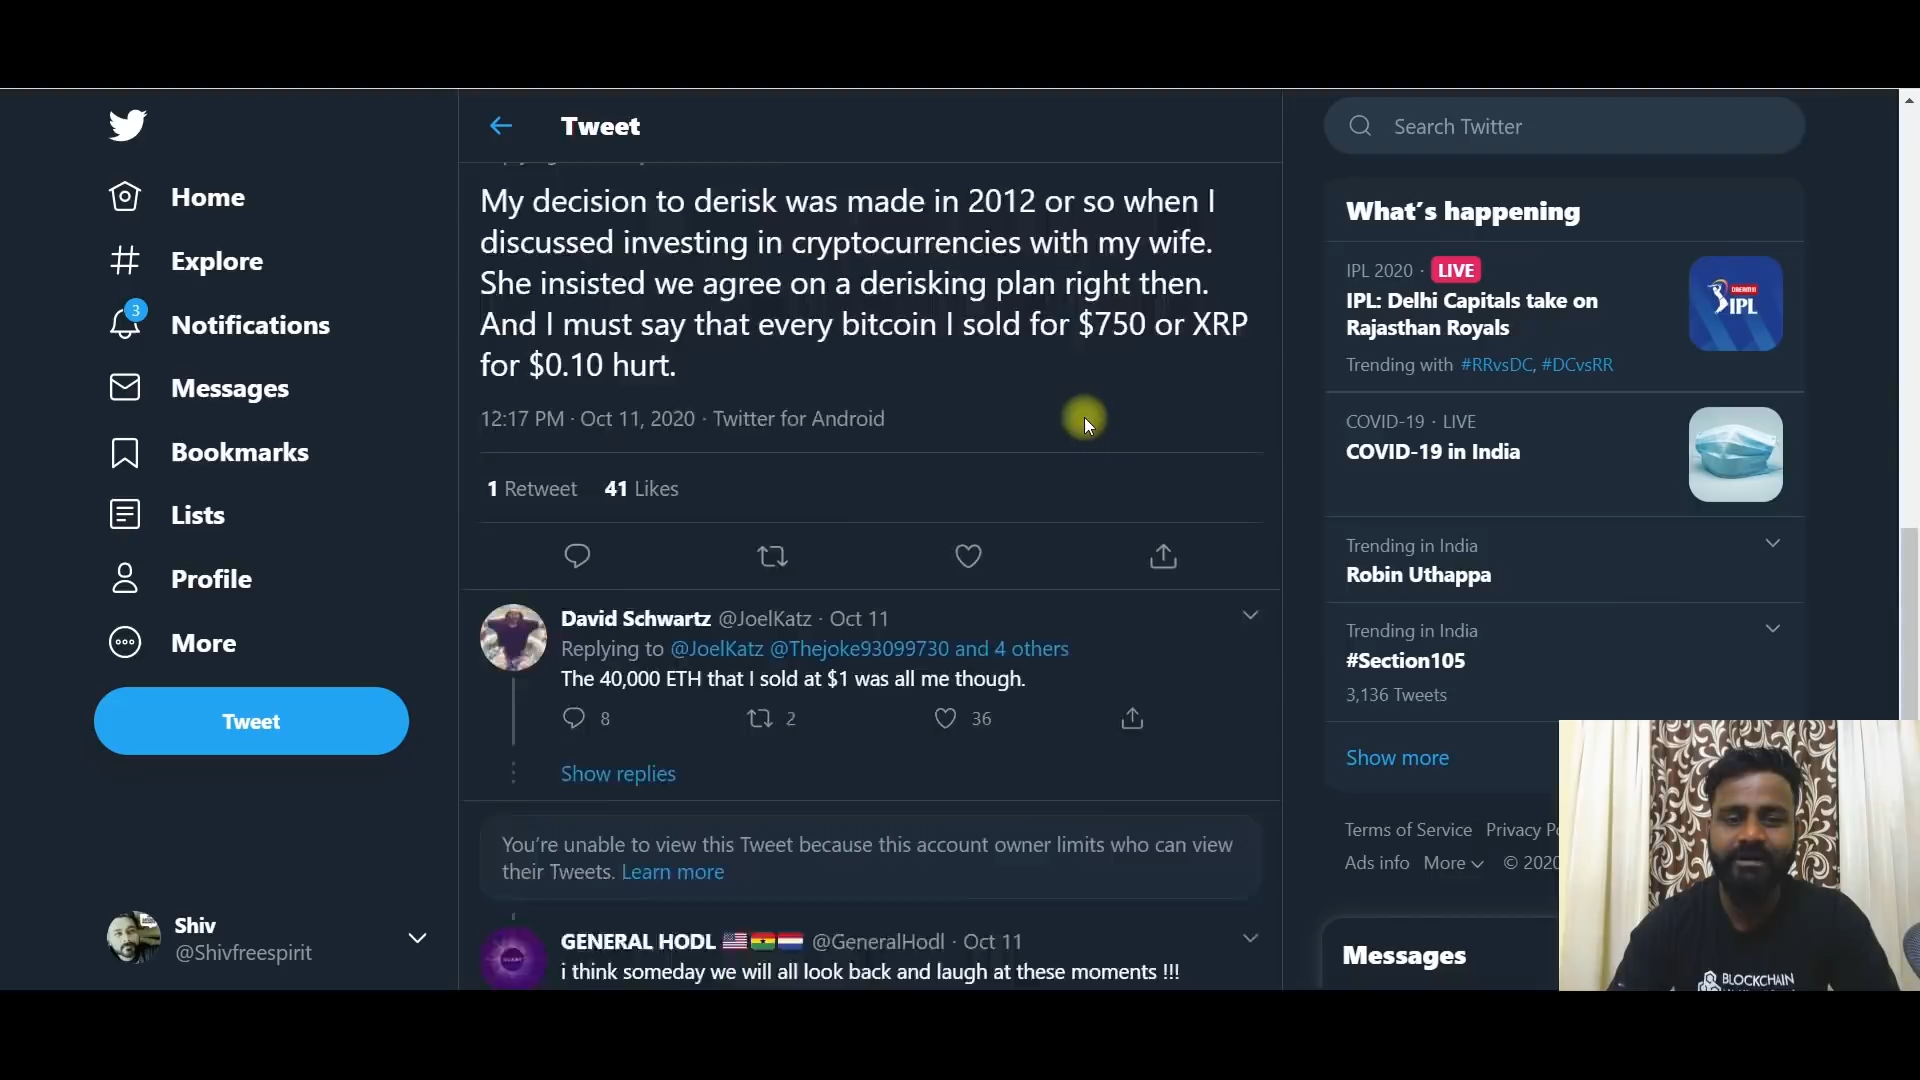 Home
Explore
3
Notifications
Messages
Bookmarks
Lists
Profile
More
Tweet
Shiv
@Shivfreespirit
Tweet
My decision to derisk was made in 2012 or so when I
discussed investing in cryptocurrencies with my wife.
She insisted we agree on a derisking plan right then.
And I must say that every bitcoin I sold for $750 or XRP
for $0.10 hurt.
12:17 PM · Oct 11, 2020 · Twitter for Android
1 Retweet 41 Likes
David Schwartz @JoelKatz · Oct 11
Replying to @JoelKatz @Thejoke93099730 and 4 others
The 40,000 ETH that I sold at $1 was all me though.
8 2 36
Show replies
You're unable to view this Tweet because this account owner limits who can view
their Tweets. Learn more
GENERAL HODL @GeneralHodl · Oct 11
i think someday we will all look back and laugh at these moments !!!
Search Twitter
What's happening
IPL 2020 · LIVE
IPL: Delhi Capitals take on
Rajasthan Royals
Trending with #RRvsDC, #DCvsRR
DREAM11
IPL
COVID-19 · LIVE
COVID-19 in India
Trending in India
Robin Uthappa
Trending in India
#Section105
3,136 Tweets
Show more
Terms of Service Privacy
Ads info More © 2020
Messages
BLOCKCHAIN